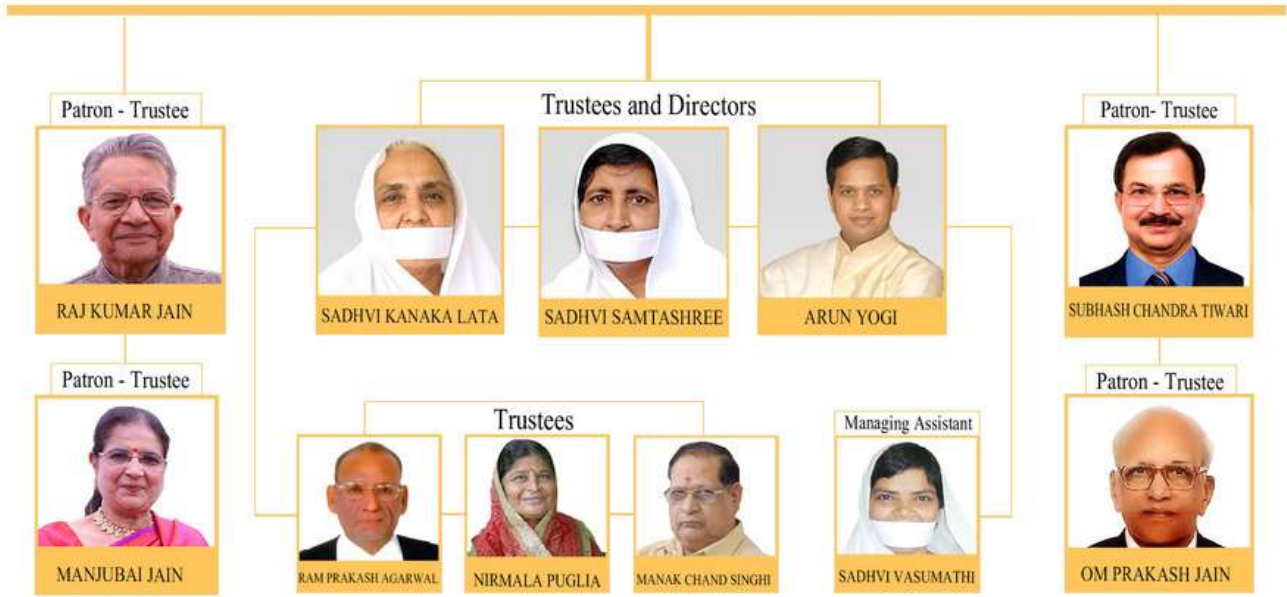 Patron - Trustee
Trustees and Directors
Patron- Trustee
RAJ KUMAR JAIN
SADHVI KANAKA LATA
SADHVI SAMTASHREE
ARUN YOGI
SUBHASH CHANDRA TIWARI
Patron - Trustee
Trustees
Managing Assistant
Patron - Trustee
MANJUBAI JAIN
RAM PRAKASH AGARWAL
NIRMALA PUGLIA
MANAK CHAND SINGHI
SADHVI VASUMATHI
OM PRAKASH JAIN